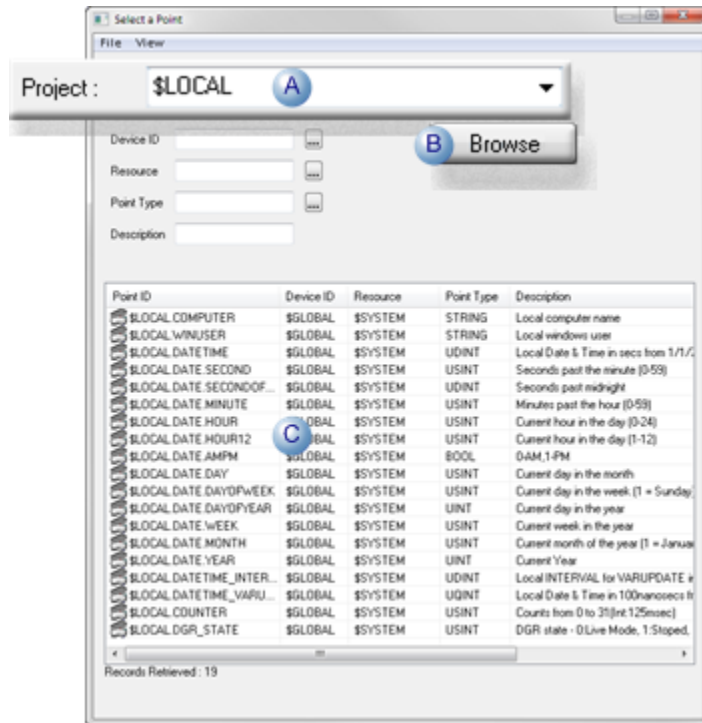 Select a Point
File View
Project : $LOCAL A
Device ID ...
B Browse
Resource ...
Point Type ...
Description
Point ID Device ID Resource Point Type Description
$LOCAL.COMPUTER $GLOBAL $SYSTEM STRING Local computer name
$LOCAL.WINUSER $GLOBAL $SYSTEM STRING Local windows user
$LOCAL.DATETIME $GLOBAL $SYSTEM UDINT Local Date & Time in secs from 1/1/
$LOCAL.DATE.SECOND $GLOBAL $SYSTEM USINT Seconds past the minute (0-59)
$LOCAL.DATE.SECONDOF... $GLOBAL $SYSTEM UDINT Seconds past midnight
$LOCAL.DATE.MINUTE $GLOBAL $SYSTEM USINT Minutes past the hour (0-59)
$LOCAL.DATE.HOUR $GLOBAL $SYSTEM USINT Current hour in the day (0-24)
$LOCAL.DATE.HOUR12 C $GLOBAL $SYSTEM USINT Current hour in the day (1-12)
$LOCAL.DATE.AMPM $GLOBAL $SYSTEM BOOL 0-AM,1-PM
$LOCAL.DATE.DAY $GLOBAL $SYSTEM USINT Current day in the month
$LOCAL.DATE.DAYOFWEEK $GLOBAL $SYSTEM USINT Current day in the week (1 = Sunday)
$LOCAL.DATE.DAYOFYEAR $GLOBAL $SYSTEM UINT Current day in the year
$LOCAL.DATE.WEEK $GLOBAL $SYSTEM USINT Current week in the year
$LOCAL.DATE.MONTH $GLOBAL $SYSTEM USINT Current month of the year (1 = Januar
$LOCAL.DATE.YEAR $GLOBAL $SYSTEM UINT Current Year
$LOCAL.DATETIME_INTER... $GLOBAL $SYSTEM UDINT Local INTERVAL for VARUPDATE i
$LOCAL.DATETIME_VARU... $GLOBAL $SYSTEM UQINT Local Date & Time in 100nanosecs fr
$LOCAL.COUNTER $GLOBAL $SYSTEM USINT Counts from 0 to 31(Int:125msec)
$LOCAL.DGR_STATE $GLOBAL $SYSTEM USINT DGR state - 0:Live Mode, 1:Stoped,
Records Retrieved : 19